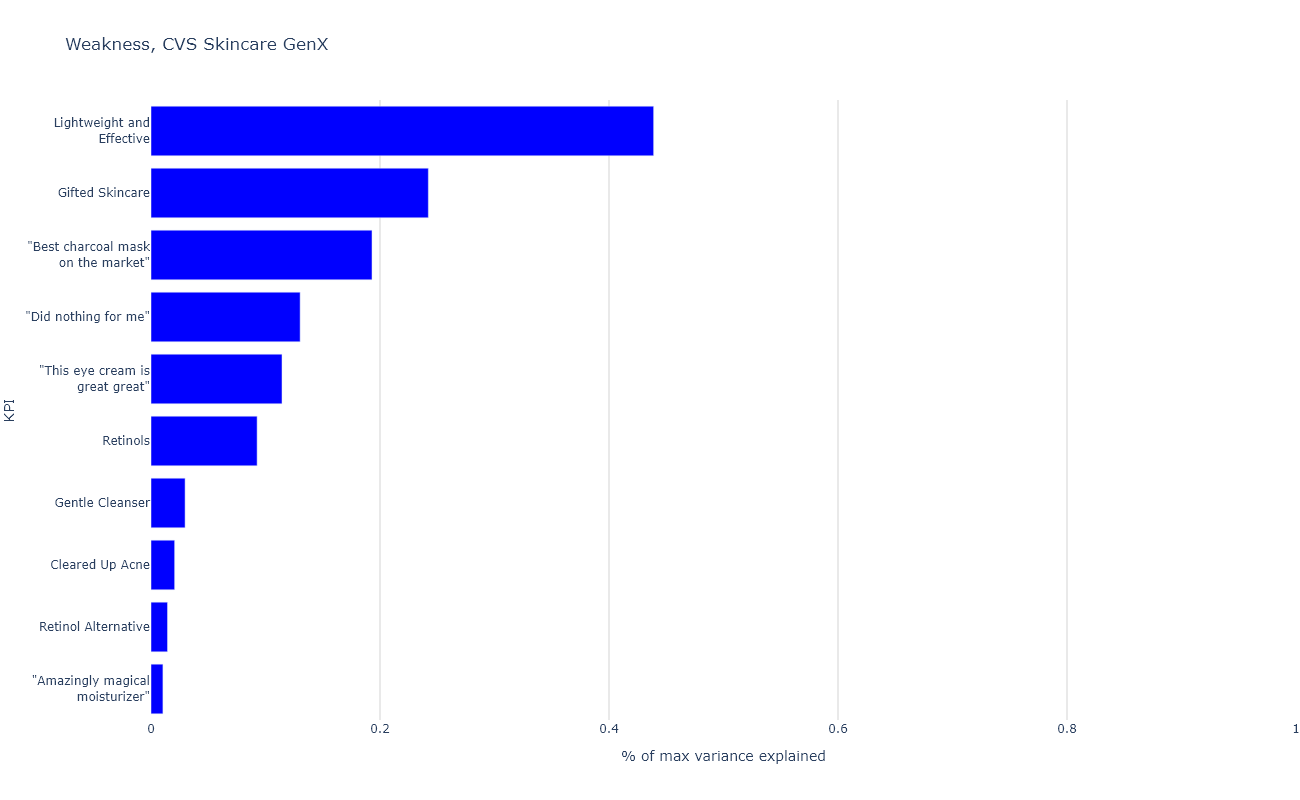 Weakness, CVS Skincare GenX
KPI
Lightweight and
Effective
Gifted Skincare
"Best charcoal mask
on the market"
"Did nothing for me"
"This eye cream is
great great"
Retinols
Gentle Cleanser
Cleared Up Acne
Retinol Alternative
"Amazingly magical
moisturizer"
0 0.2 0.4 0.6 0.8 1
% of max variance explained